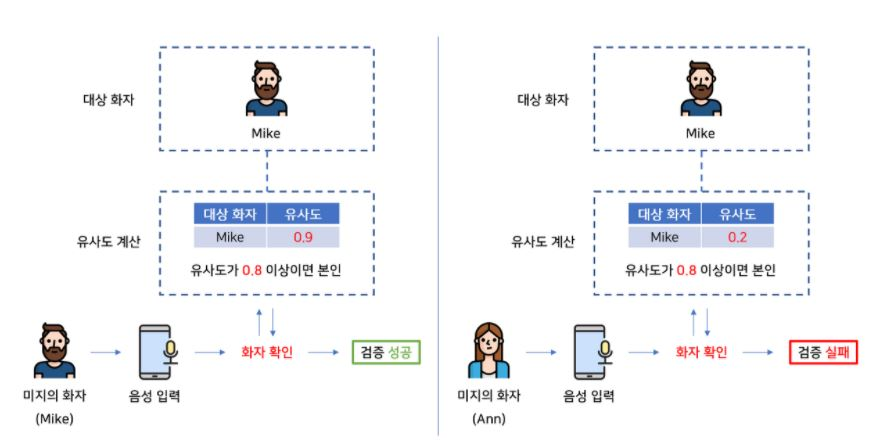 대상 화자
Mike
유사도 계산
대상 화자 유사도
Mike 0.9
유사도가 0.8 이상이면 본인
화자 확인
검증 성공
미지의 화자
(Mike)
음성 입력
대상 화자
Mike
유사도 계산
대상 화자 유사도
Mike 0.2
유사도가 0.8 이상이면 본인
화자 확인
검증 실패
미지의 화자
(Ann)
음성 입력